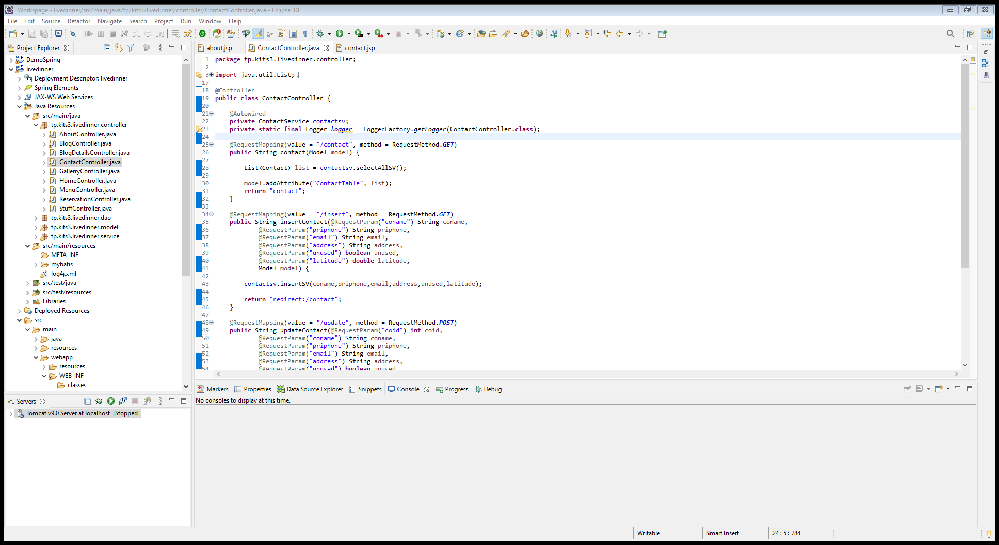 Workspace - livedinner/src/main/java/tp/kits3/livedinner/controller/ContactController.java - Eclipse IDE
File Edit Source Refactor Navigate Search Project Run Window Help
Project Explorer
DemoSpring
livedinner
Deployment Descriptor: livedinner
Spring Elements
JAX-WS Web Services
Java Resources
src/main/java
tp.kits3.livedinner.controller
AboutController.java
BlogController.java
BlogDetailsController.java
ContactController.java
GallerryController.java
HomeController.java
MenuController.java
ReservationController.java
StuffController.java
tp.kits3.livedinner.dao
tp.kits3.livedinner.model
tp.kits3.livedinner.service
src/main/resources
META-INF
mybatis
log4j.xml
src/test/java
src/test/resources
Libraries
Deployed Resources
src
main
java
resources
webapp
resources
WEB-INF
classes
Servers
Tomcat v9.0 Server at localhost [Stopped]
about.jsp ContactController.java contact.jsp
1 package tp.kits3.livedinner.controller;
2
3 import java.util.List;
17
18 @Controller
19 public class ContactController {
20
21 @Autowired
22 private ContactService contactsv;
23 private static final Logger logger = LoggerFactory.getLogger(ContactController.class);
24
25 @RequestMapping(value = "/contact", method = RequestMethod.GET)
26 public String contact(Model model) {
27
28 List<Contact> list = contactsv.selectAllSV();
29
30 model.addAttribute("ContactTable", list);
31 return "contact";
32 }
33
34 @RequestMapping(value = "/insert", method = RequestMethod.GET)
35 public String insertContact(@RequestParam("coname") String coname,
36 @RequestParam("priphone") String priphone,
37 @RequestParam("email") String email,
38 @RequestParam("address") String address,
39 @RequestParam("unused") boolean unused,
40 @RequestParam("latitude") double latitude,
41 Model model) {
42
43 contactsv.insertSV(coname,priphone,email,address,unused,latitude);
44
45 return "redirect:/contact";
46 }
47
48 @RequestMapping(value = "/update", method = RequestMethod.POST)
49 public String updateContact(@RequestParam("coid") int coid,
50 @RequestParam("coname") String coname,
51 @RequestParam("priphone") String priphone,
52 @RequestParam("email") String email,
53 @RequestParam("address") String address,
54 @RequestParam("unused") boolean unused
Markers Properties Data Source Explorer Snippets Console Progress Debug
No consoles to display at this time.
Writable Smart Insert 24 : 5 : 784